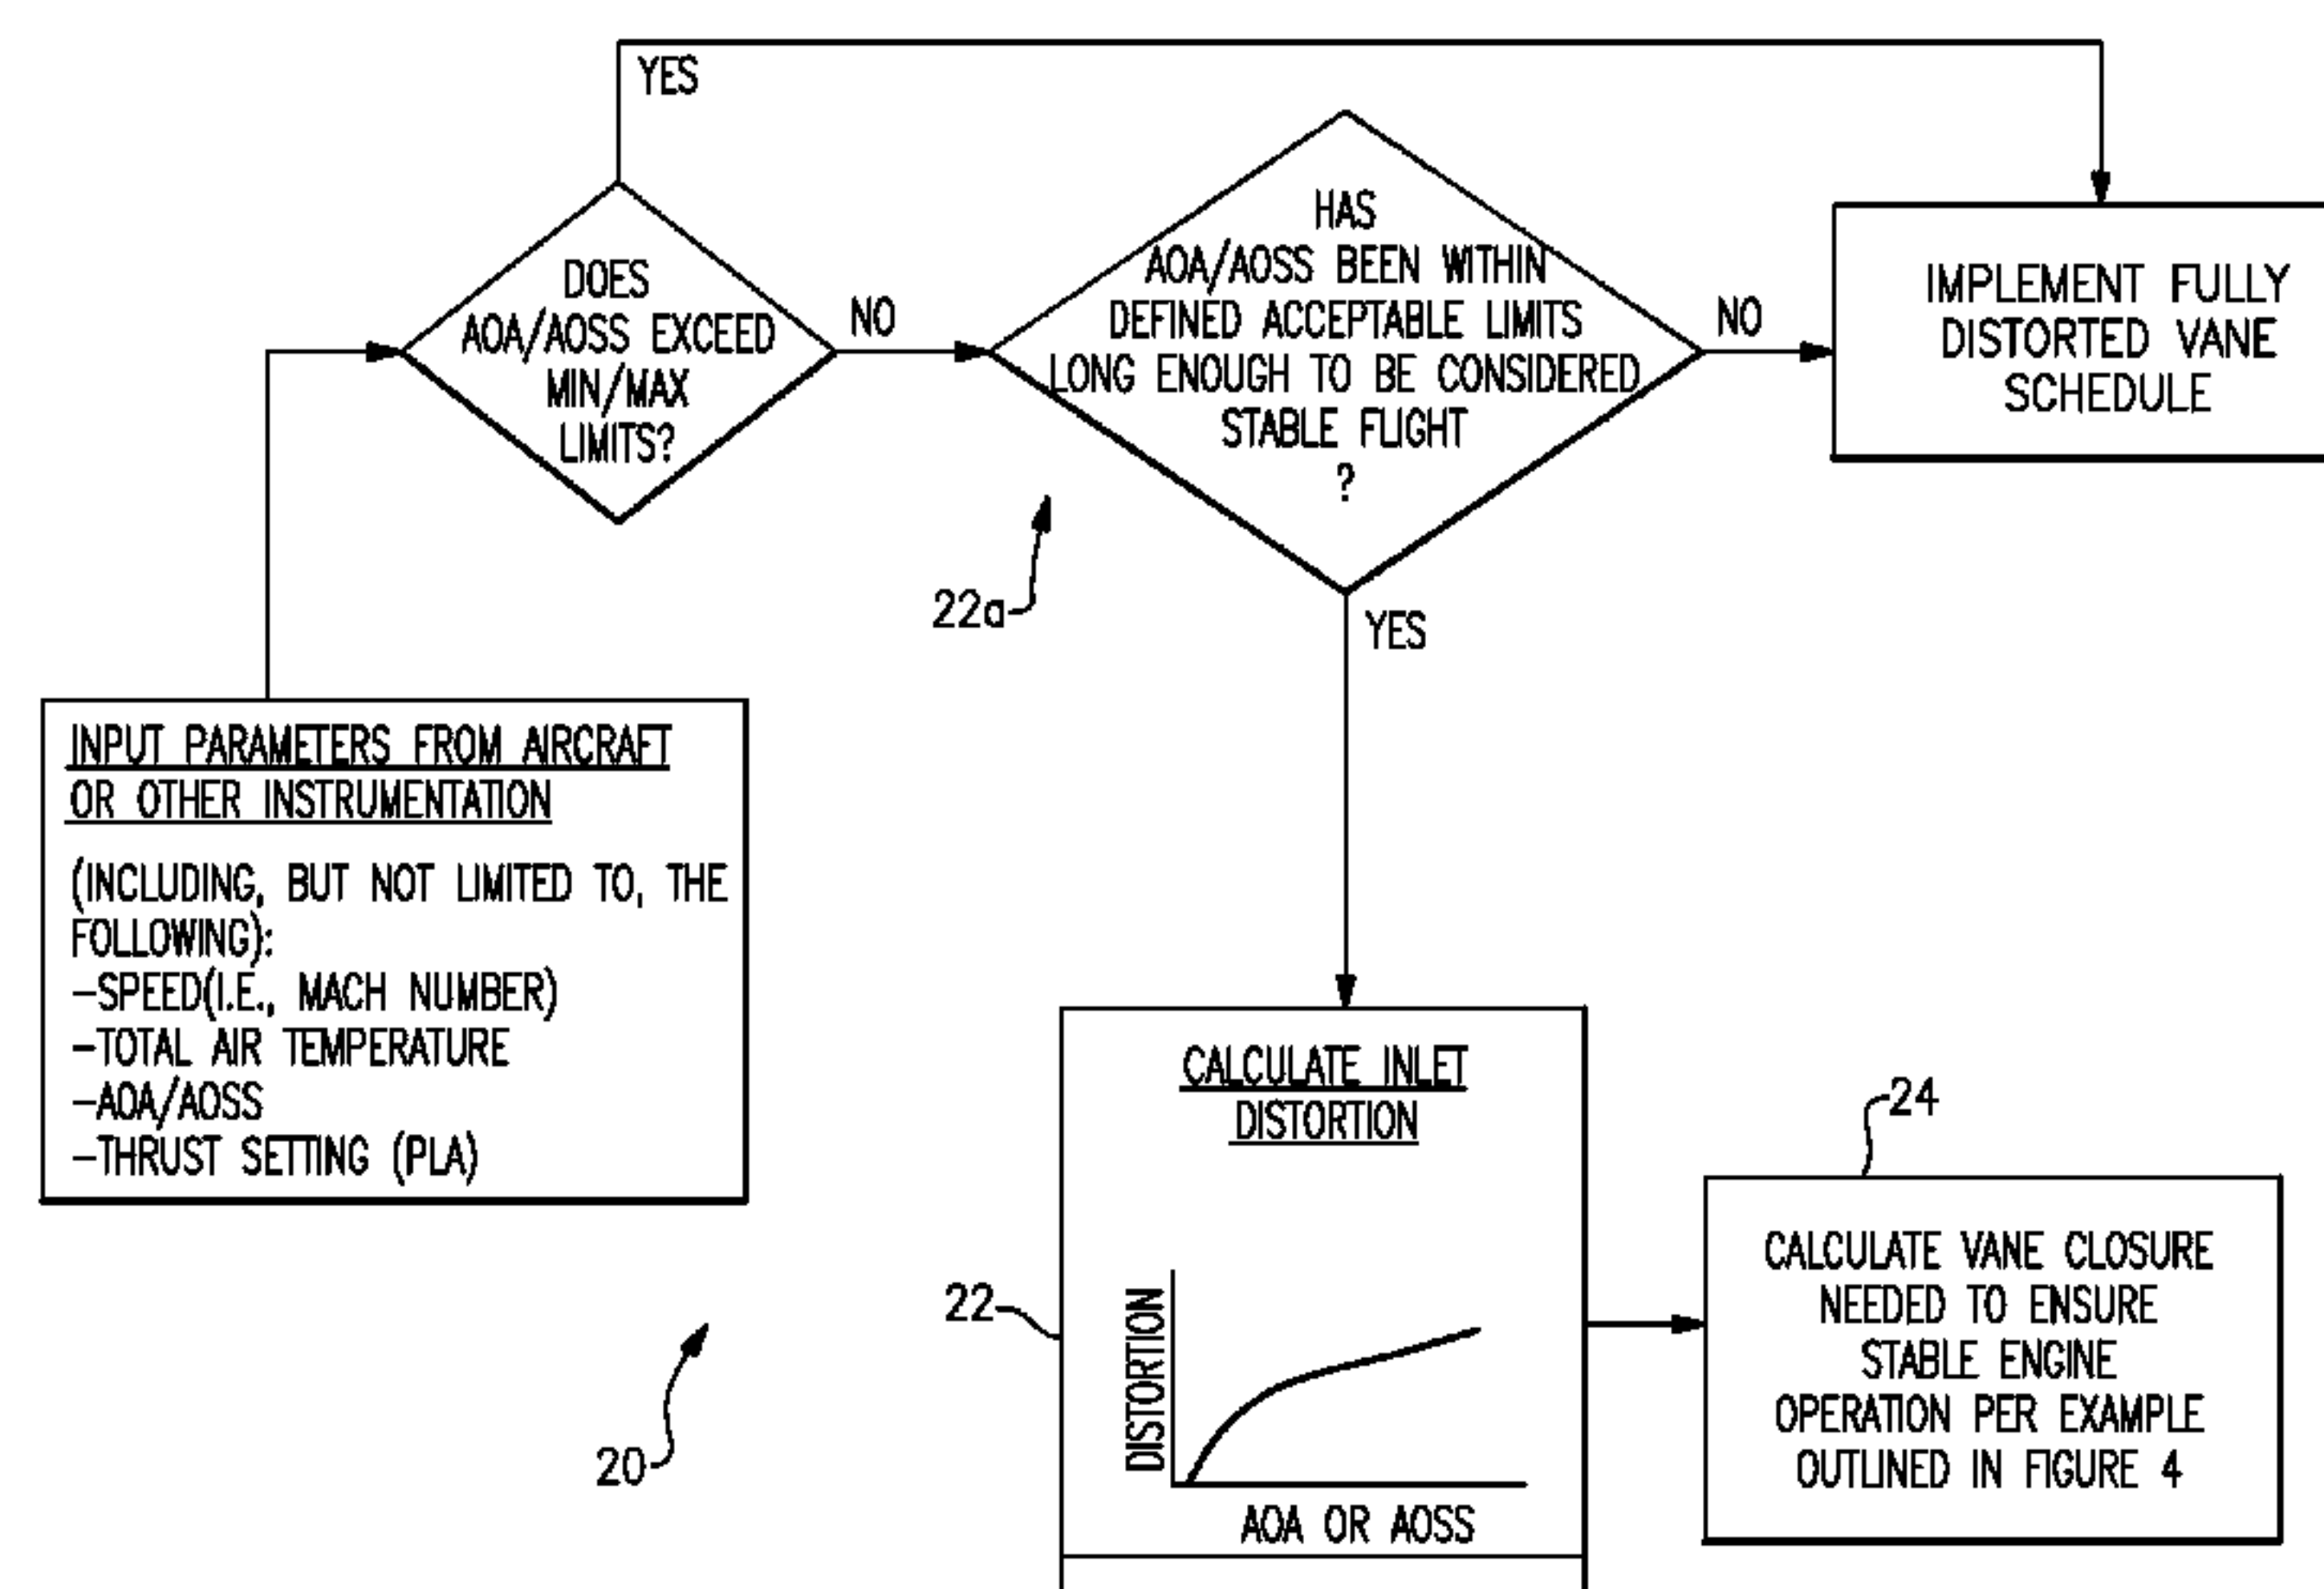 YES
DOES
AOA/AOSS EXCEED
MIN/MAX
LIMITS?
NO
HAS
AOA/AOSS BEEN WITHIN
DEFINED ACCEPTABLE LIMITS
LONG ENOUGH TO BE CONSIDERED
STABLE FLIGHT
?
NO
IMPLEMENT FULLY
DISTORTED VANE
SCHEDULE
22a
YES
INPUT PARAMETERS FROM AIRCRAFT
OR OTHER INSTRUMENTATION
(INCLUDING, BUT NOT LIMITED TO, THE
FOLLOWING):
-SPEED(I.E., MACH NUMBER)
-TOTAL AIR TEMPERATURE
-AOA/AOSS
-THRUST SETTING (PLA)
20
CALCULATE INLET
DISTORTION
22
DISTORTION
AOA OR AOSS
24
CALCULATE VANE CLOSURE
NEEDED TO ENSURE
STABLE ENGINE
OPERATION PER EXAMPLE
OUTLINED IN FIGURE 4